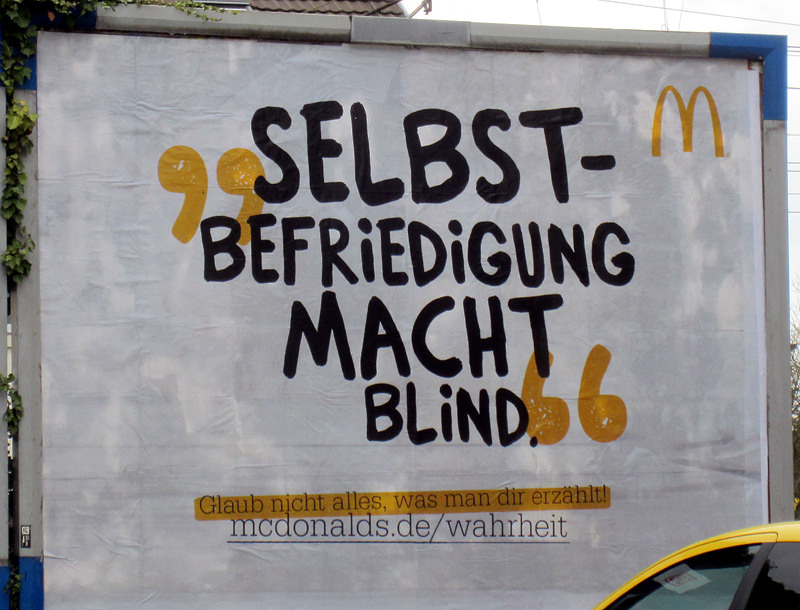 „SELBST-
BEFRiEDiGUNG
MACHT
BLiND.“
Glaub nicht alles, was man dir erzählt!
mcdonalds.de/wahrheit